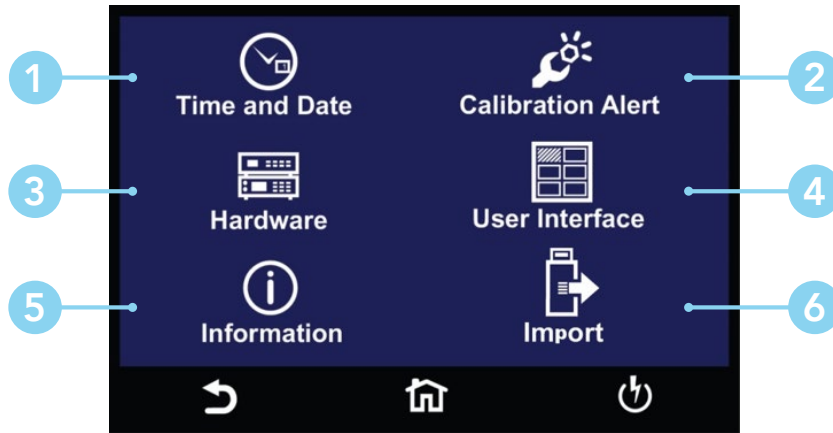 1
Time and Date
2
Calibration Alert
3
Hardware
4
User Interface
5
Information
6
Import